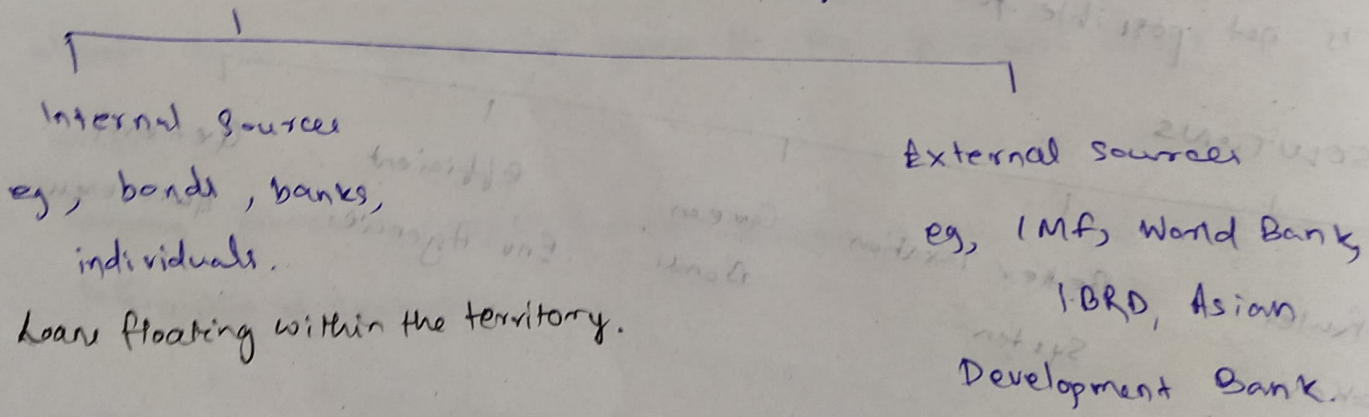 Internal Sources
eg, bonds, banks,
individuals.
Loans floating within the territory.
External sources
eg, IMF, World Bank,
IBRD, Asian
Development Bank.